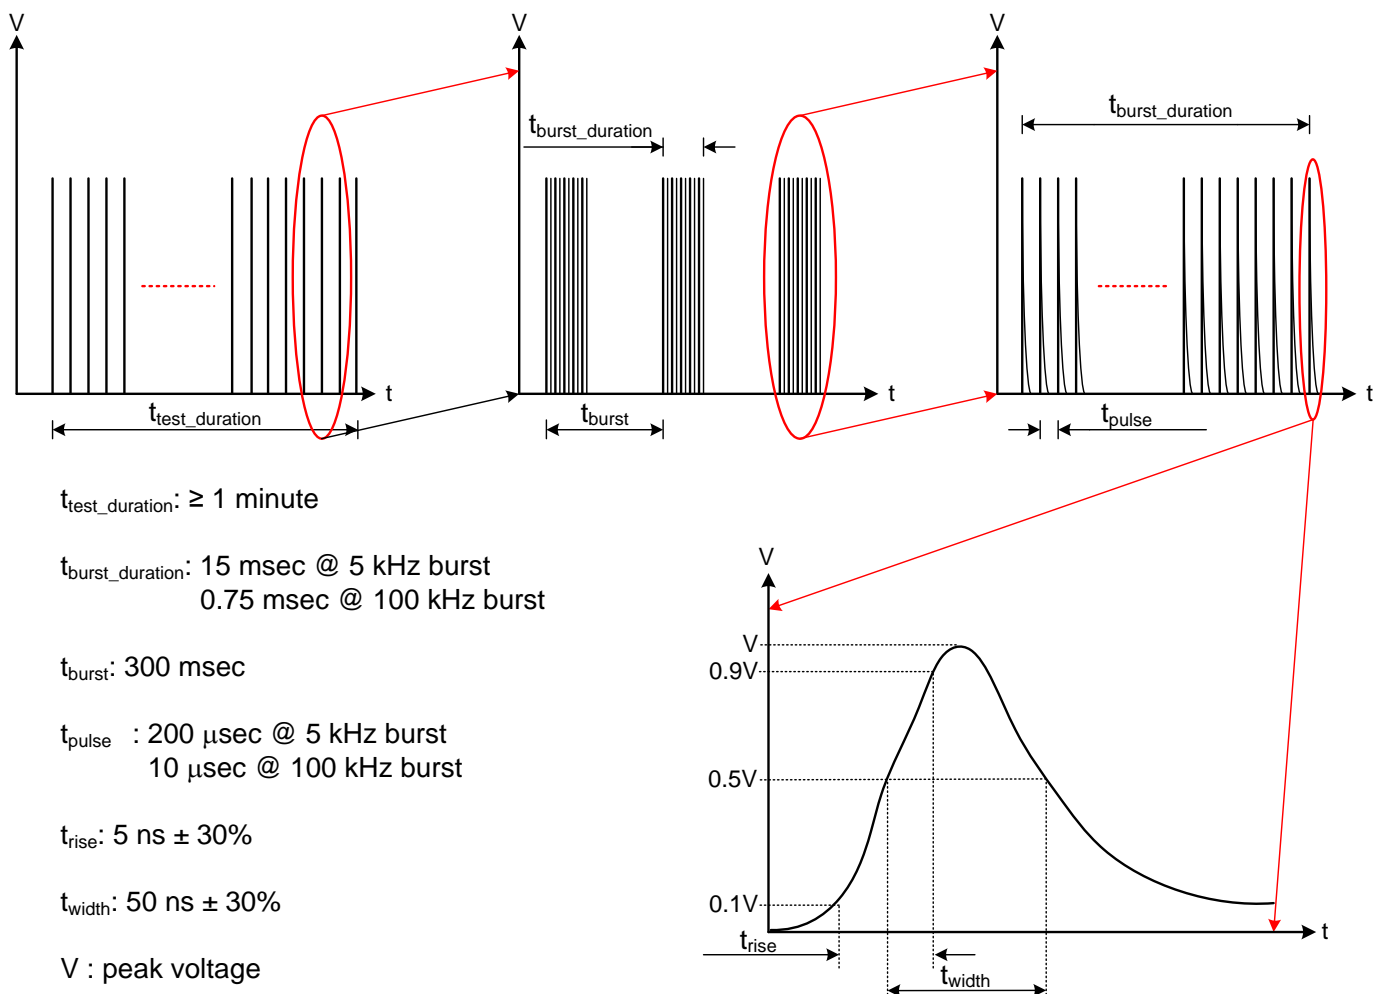 V
V
V
t_burst_duration
t_burst_duration
t
t
t
t_test_duration
t_burst
t_pulse
t_test_duration: ≥ 1 minute
t_burst_duration: 15 msec @ 5 kHz burst
0.75 msec @ 100 kHz burst
t_burst: 300 msec
t_pulse : 200 μsec @ 5 kHz burst
10 μsec @ 100 kHz burst
t_rise: 5 ns ± 30%
t_width: 50 ns ± 30%
V : peak voltage
V
V
0.9V
0.5V
0.1V
t
t_rise
t_width